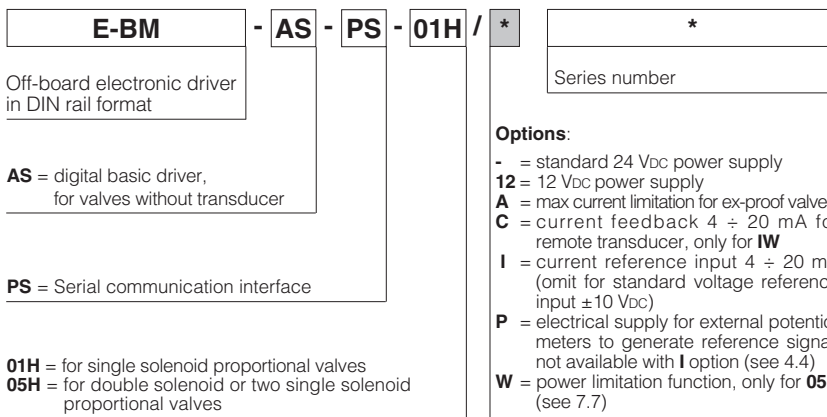 E-BM - AS - PS - 01H / * *
Off-board electronic driver
in DIN rail format
Series number
AS = digital basic driver,
for valves without transducer
PS = Serial communication interface
01H = for single solenoid proportional valves
05H = for double solenoid or two single solenoid
proportional valves
Options:
- = standard 24 VDC power supply
12 = 12 VDC power supply
A = max current limitation for ex-proof valve
C = current feedback 4 ÷ 20 mA
remote transducer, only for IW
I = current reference input 4 ÷ 20
(omit for standard voltage
input ±10 VDC)
P = electrical supply for external
meters to generate reference
not available with I option (see 4.4)
W = power limitation function, only for
(see 7.7)